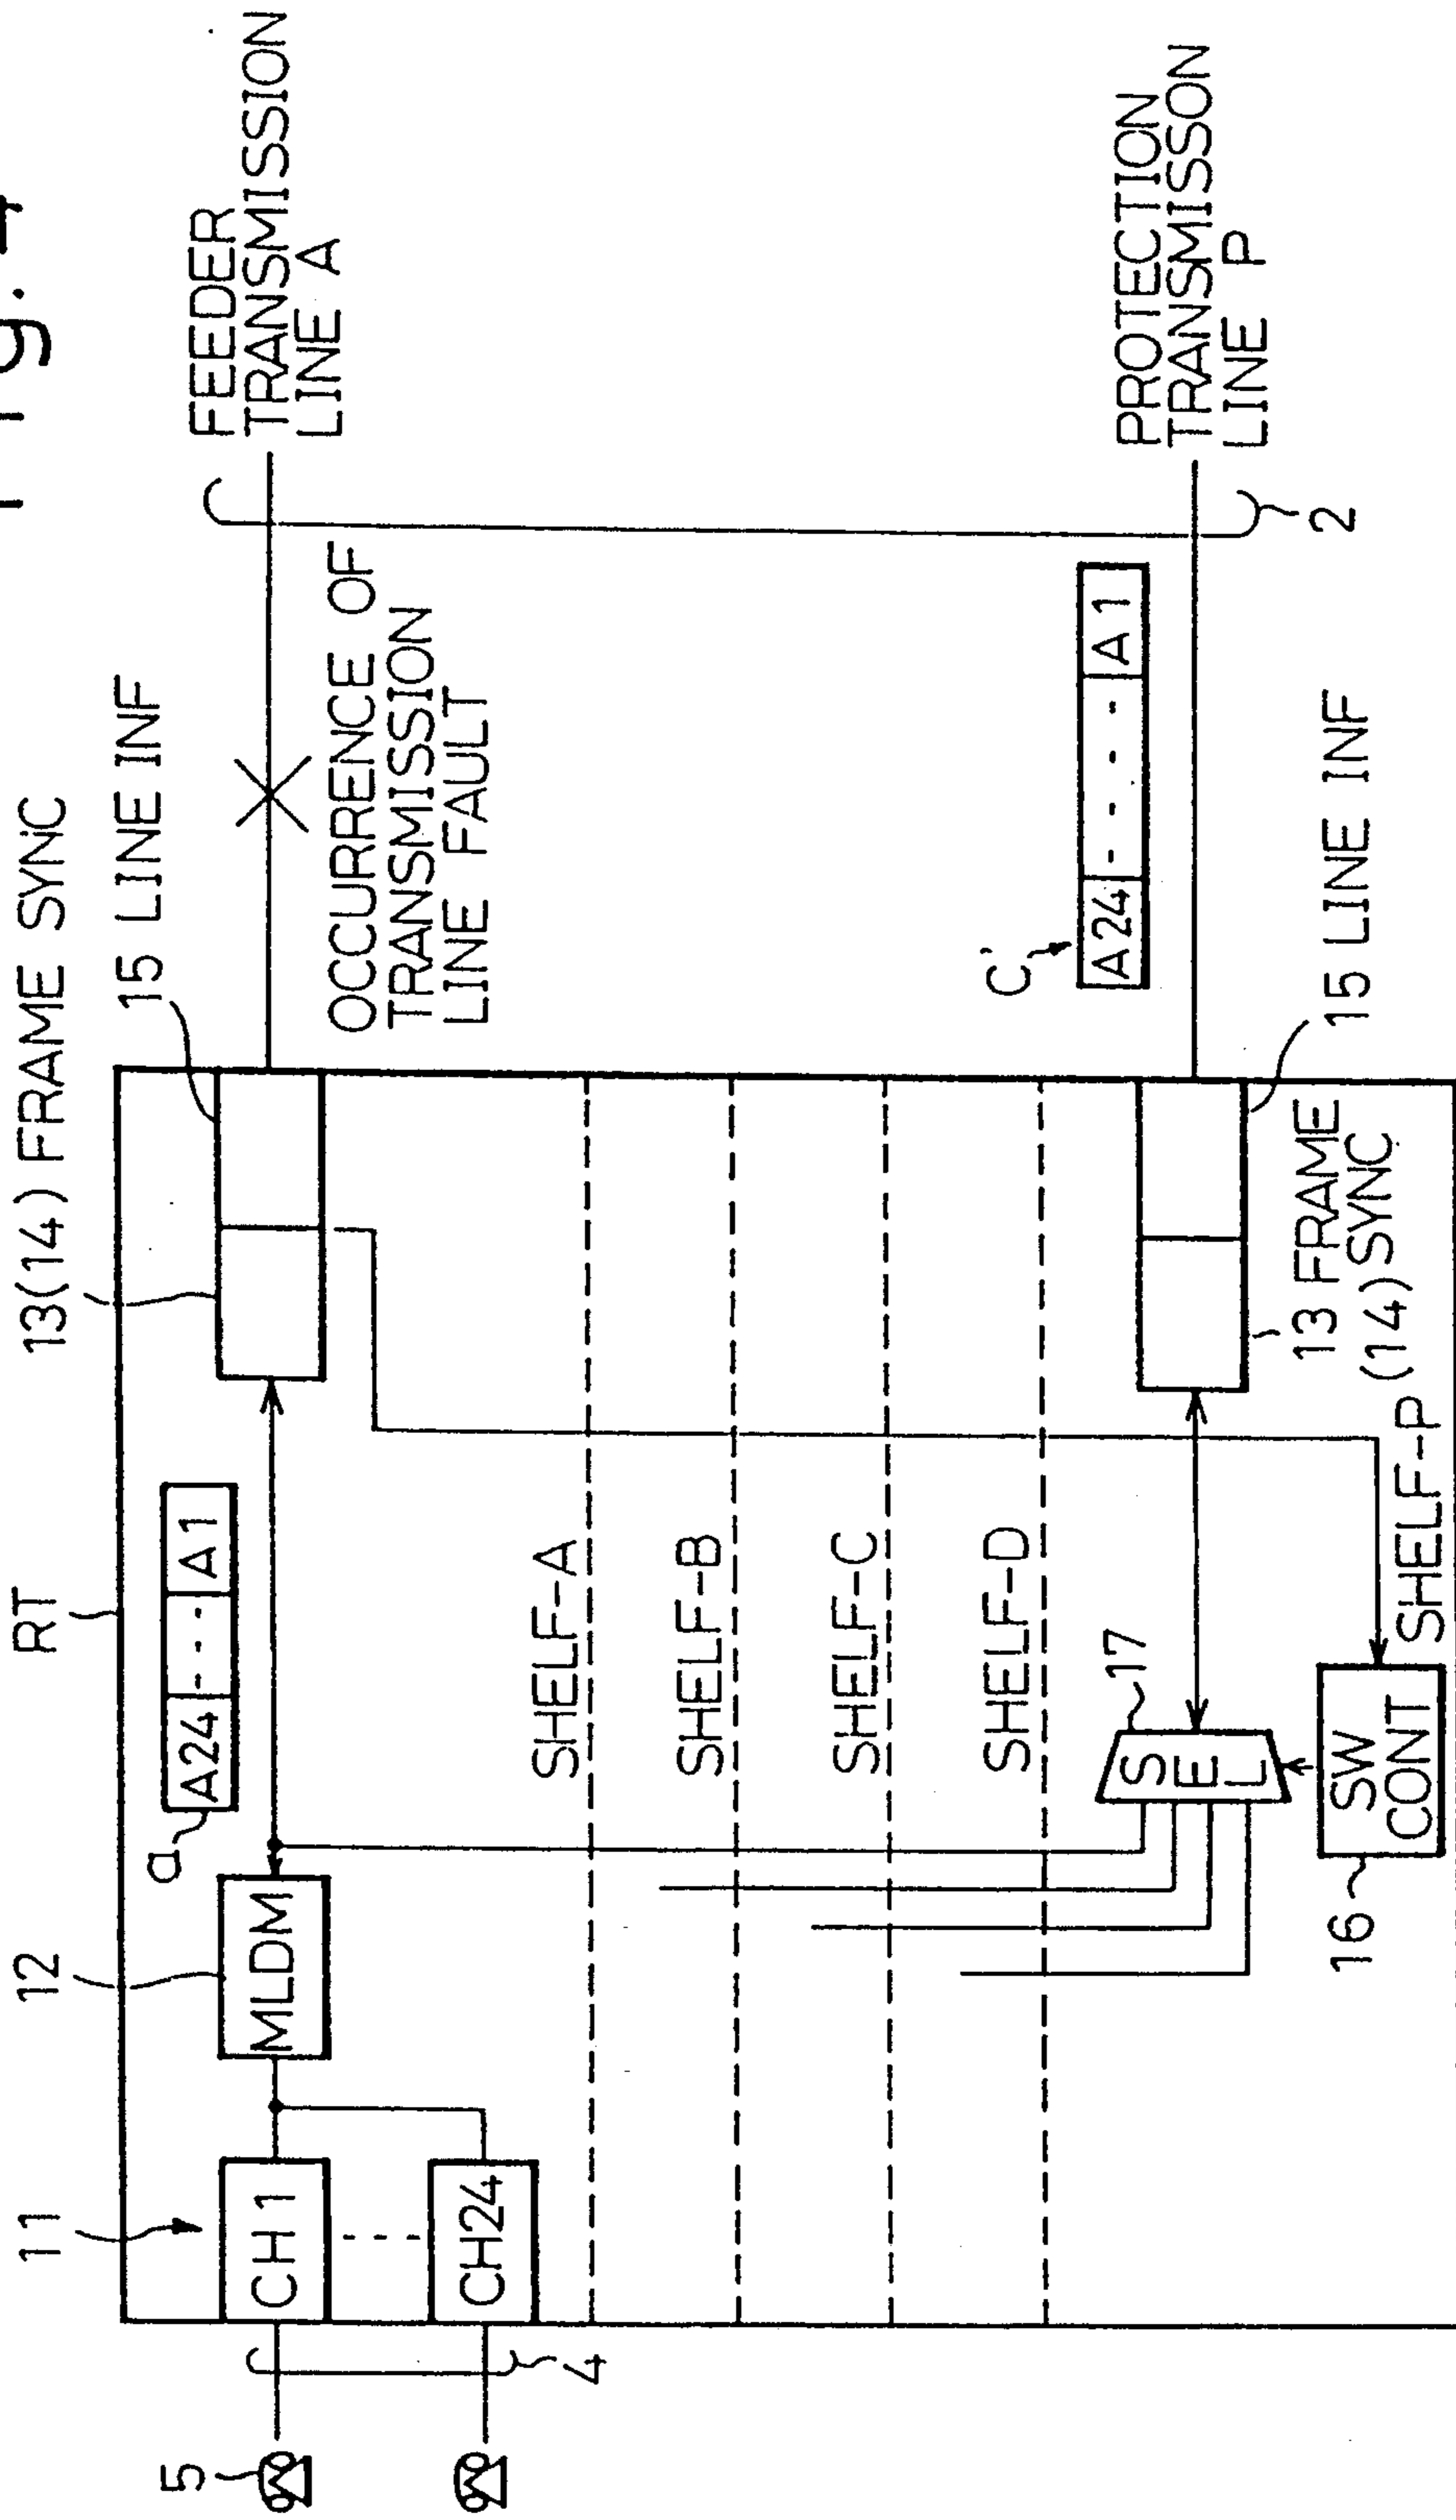 Fig. 4
RT
13(14) FRAME SYNC
15 LINE INF
11
12
a
A24 --- A1
5
CH1
MLDM
CH24
4
FEEDER
TRANSMISSION
LINE A
OCCURRENCE OF
TRANSMISSION
LINE FAULT
SHELF-A
SHELF-B
SHELF-C
SHELF-D
C'
A24 ---- A1
17
SEL
PROTECTION
TRANSMISSON
LINE P
2
15 LINE INF
13 FRAME
(14) SYNC
16
SW
CONT
SHELF-P